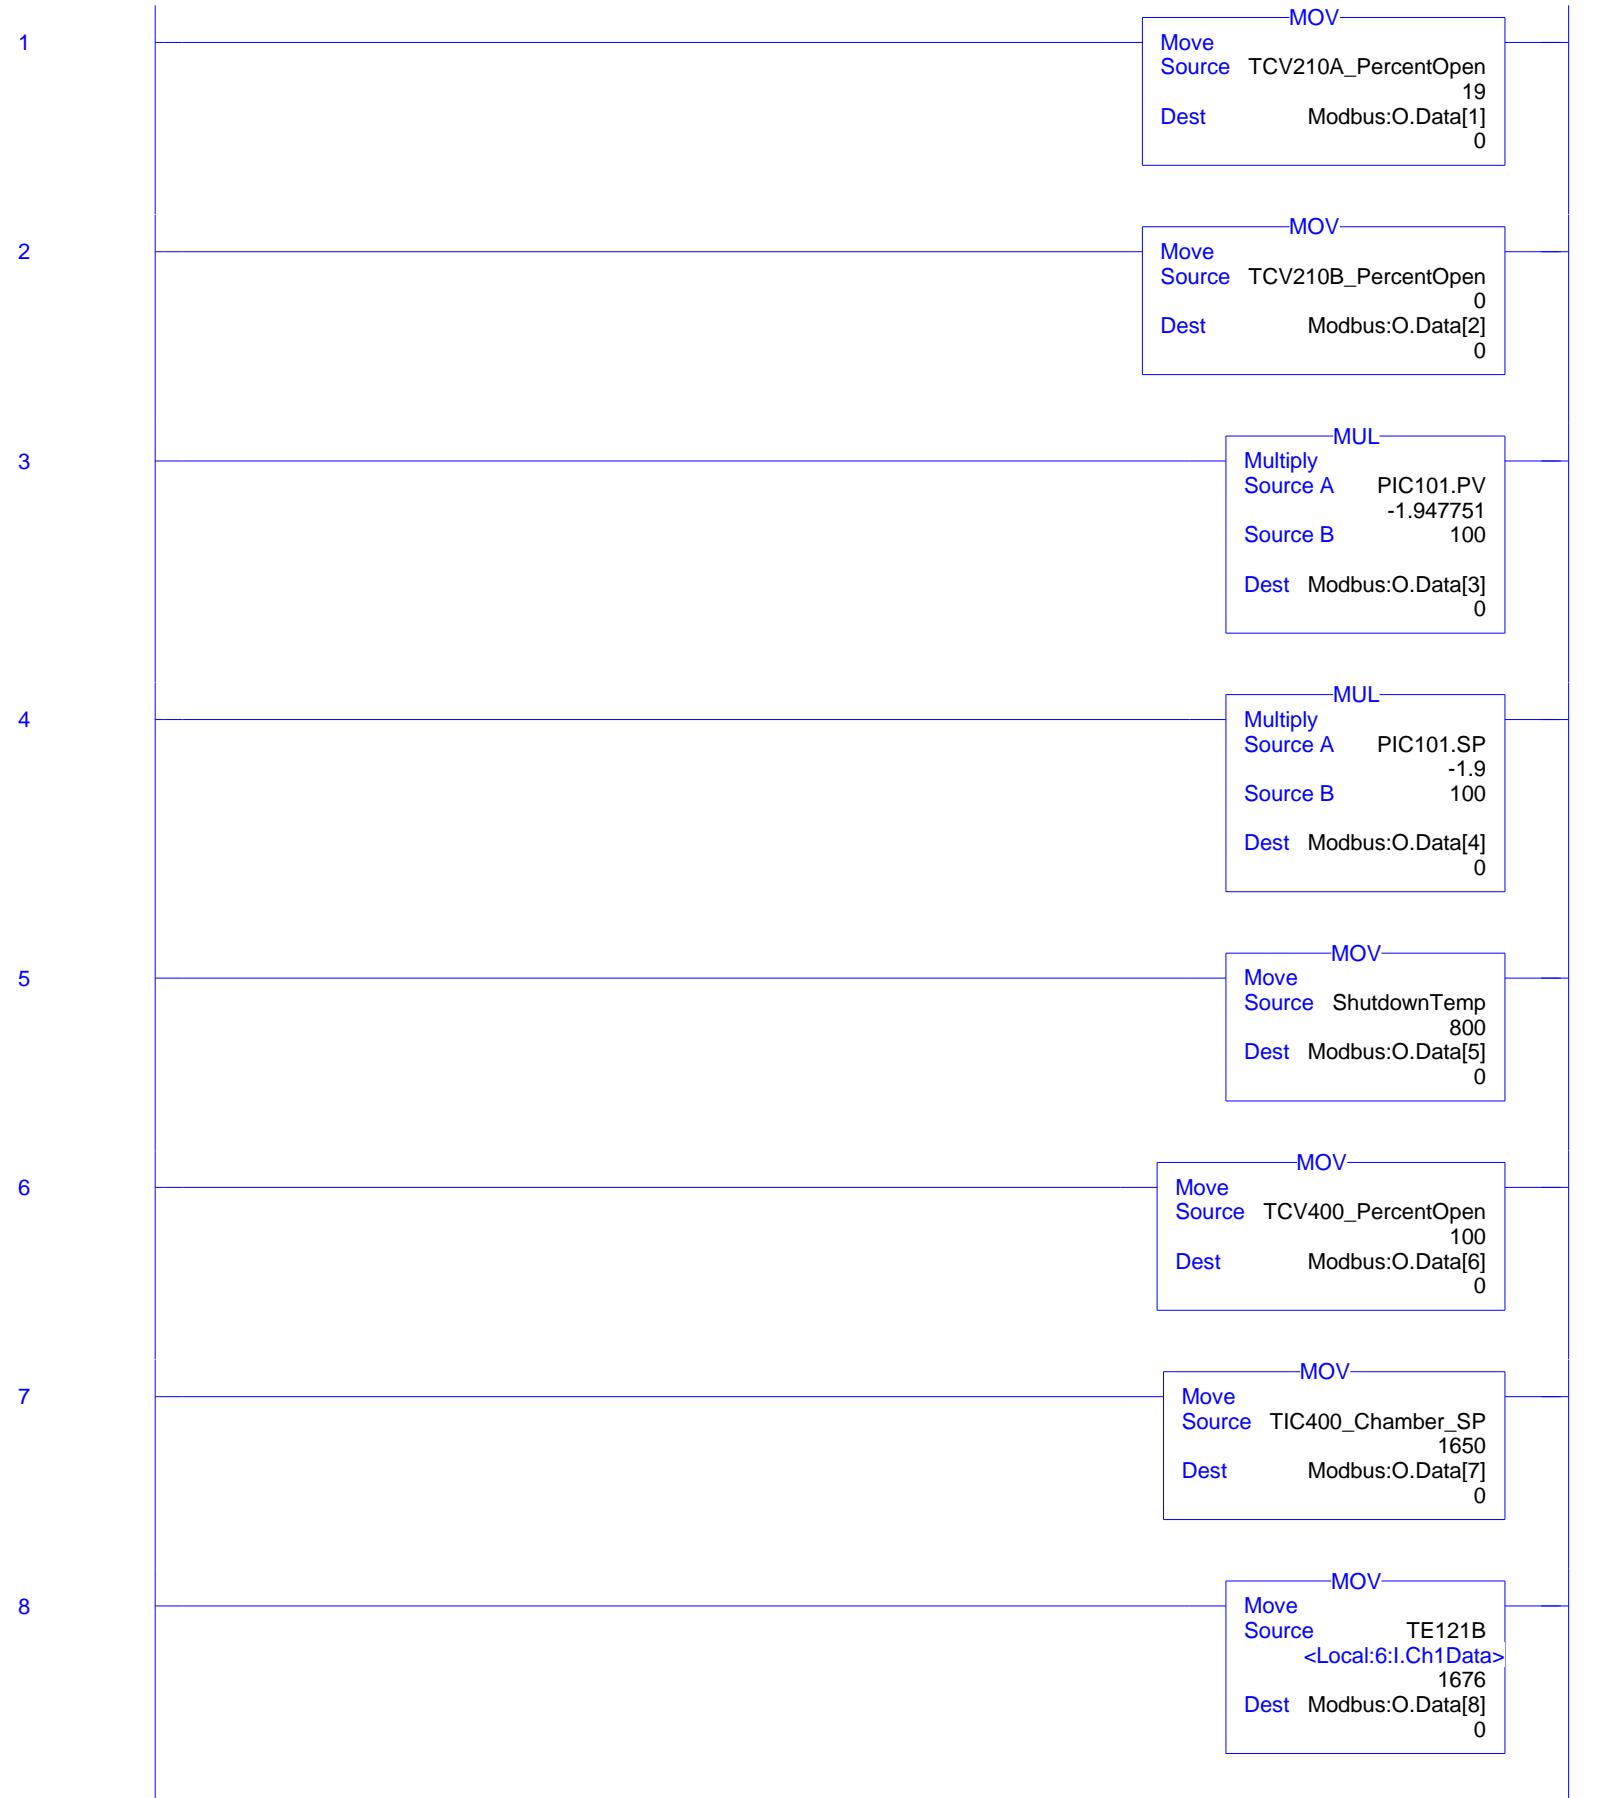 1
MOV
Move
Source TCV210A_PercentOpen
19
Dest Modbus:O.Data[1]
0
2
MOV
Move
Source TCV210B_PercentOpen
0
Dest Modbus:O.Data[2]
0
3
MUL
Multiply
Source A PIC101.PV
-1.947751
Source B 100
Dest Modbus:O.Data[3]
0
4
MUL
Multiply
Source A PIC101.SP
-1.9
Source B 100
Dest Modbus:O.Data[4]
0
5
MOV
Move
Source ShutdownTemp
800
Dest Modbus:O.Data[5]
0
6
MOV
Move
Source TCV400_PercentOpen
100
Dest Modbus:O.Data[6]
0
7
MOV
Move
Source TIC400_Chamber_SP
1650
Dest Modbus:O.Data[7]
0
8
MOV
Move
Source TE121B
<Local:6:I.Ch1Data>
1676
Dest Modbus:O.Data[8]
0